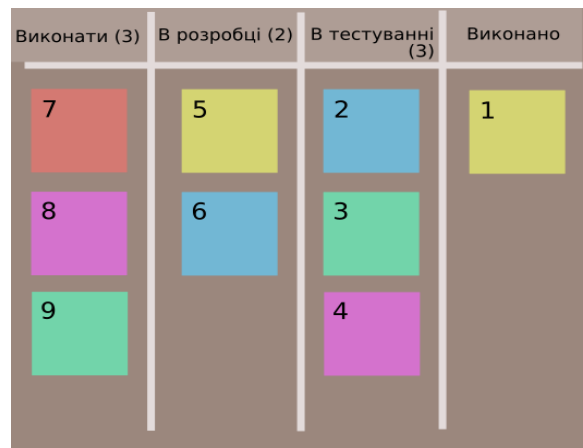 Виконати (3)
В розробці (2)
В тестуванні
(3)
Виконано
7
5
2
1
8
6
3
9
4